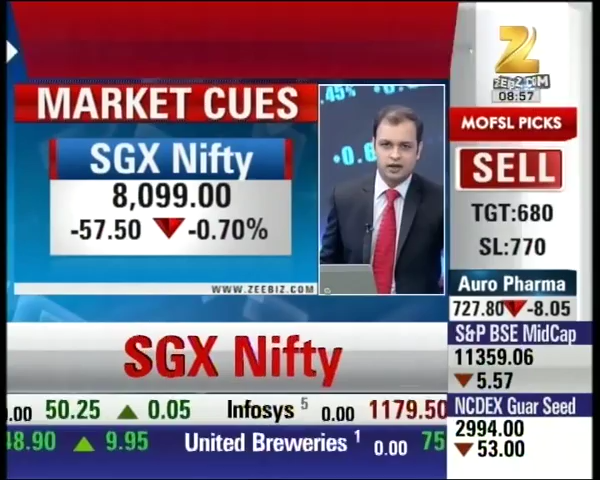 MARKET CUES
SGX Nifty
8,099.00
-57.50 -0.70%
WWW.ZEEBIZ.COM
SGX Nifty
08:57
MOFSL PICKS
SELL
TGT:680
SL:770
Auro Pharma
727.80 -8.05
S&P BSE MidCap
11359.06
5.57
NCDEX Guar Seed
2994.00
53.00
.00 50.25 0.05 Infosys 5 0.00 1179.50
48.90 9.95 United Breweries 1 0.00 75